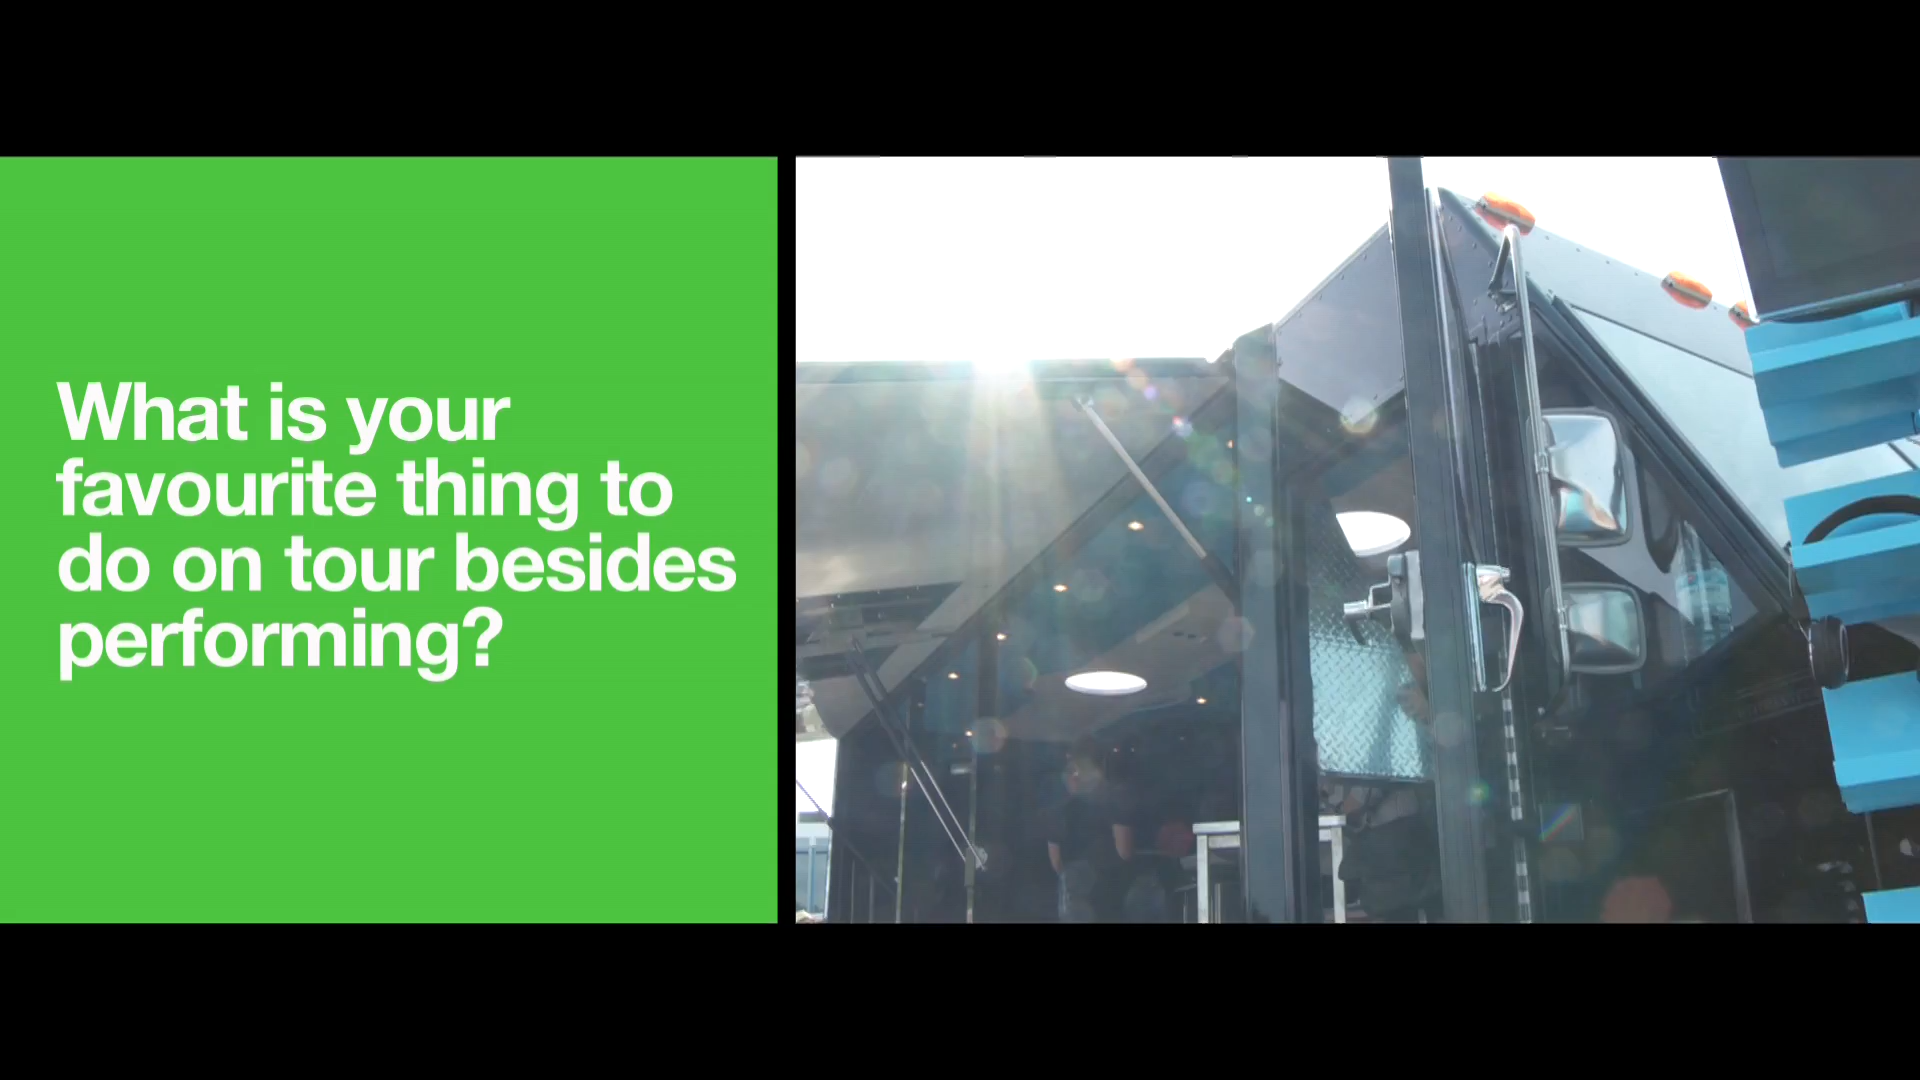 What is your
favourite thing to
do on tour besides
performing?